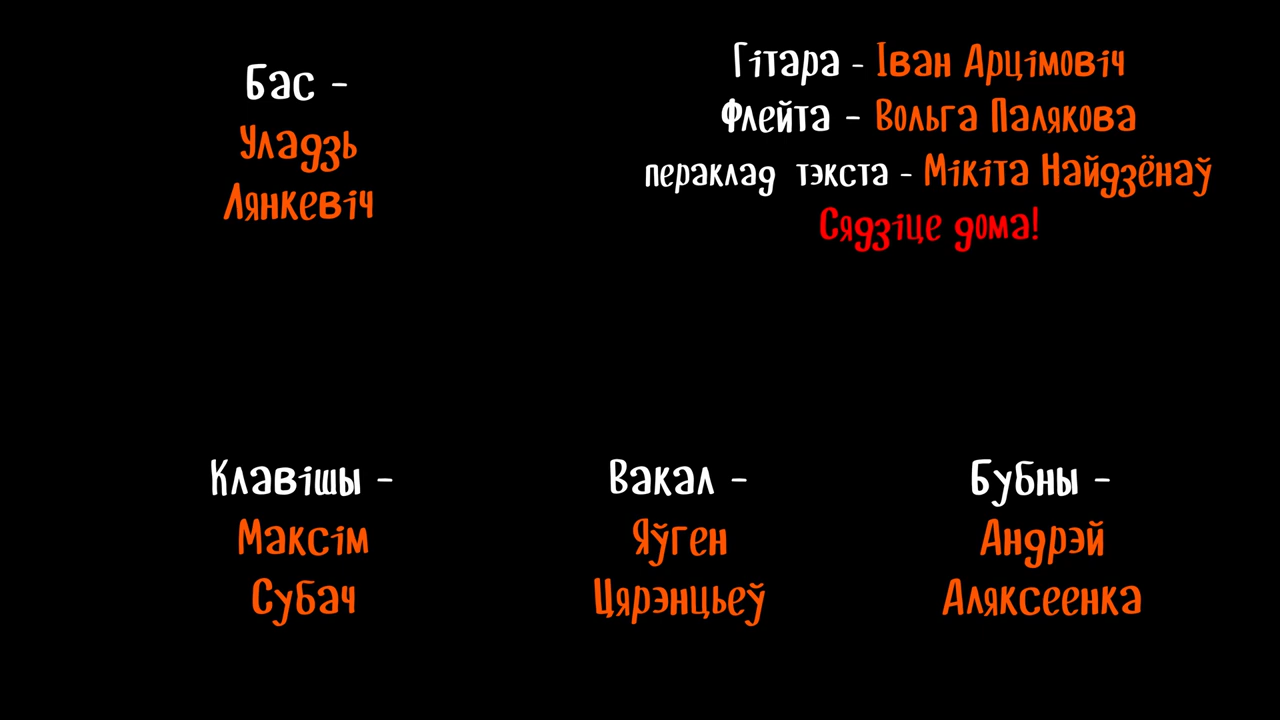 Бас -
Уладзь
Лянкевіч
Гітара - Іван Арцімовіч
Флейта - Вольга Палякова
пераклад тэкста - Мікіта Найдзёнаў
Сядзіце дома!
Клавішы -
Максім
Субач
Вакал -
Яўген
Цярэнцьеў
Бубны -
Андрэй
Аляксеенка